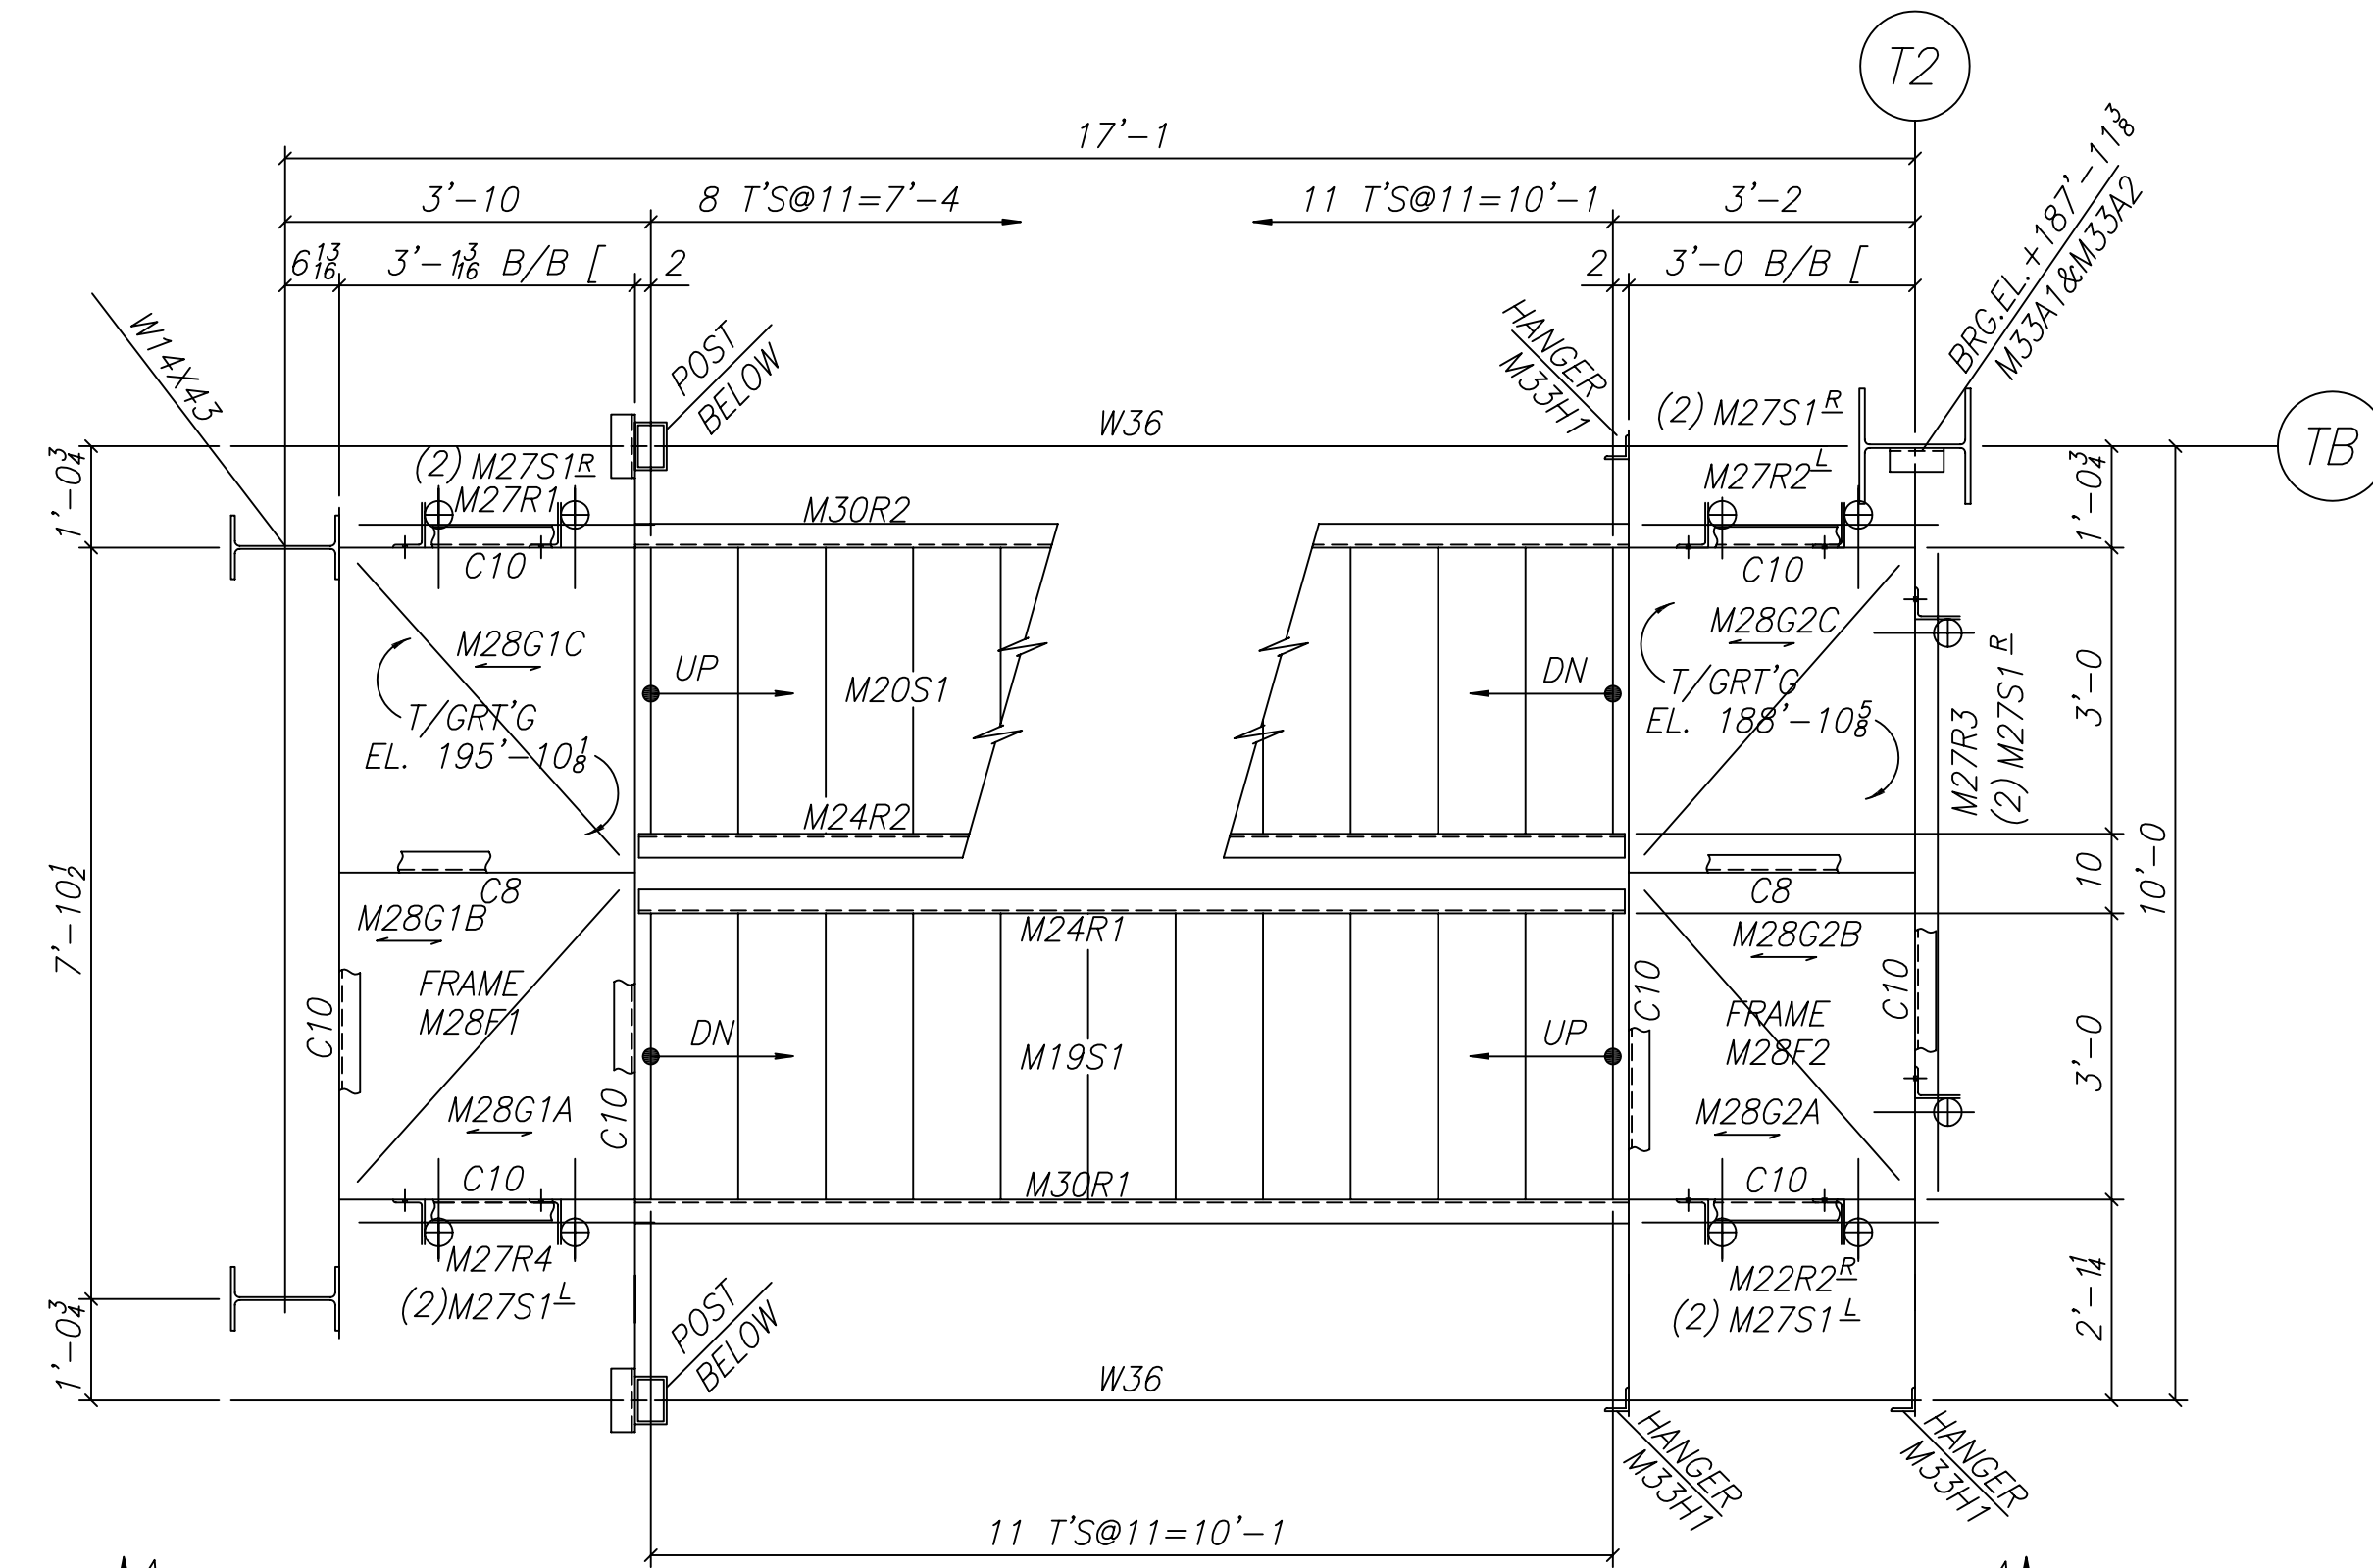 T2
17'-1
3'-10
8 T'S@11=7'-4
11 T'S@11=10'-1
3'-2
6 13/16
3'-1 3/16 B/B [
2
2
3'-0 B/B [
BRG.EL.+187'-11 3/8
M33A1&M33A2
W14X43
POST
BELOW
HANGER
M33H1
W36
(2) M27S1 R
TB
1'-0 3/4
(2) M27S1 R
M27R1
M30R2
M27R2 L
1'-0 3/4
C10
C10
M28G1C
M28G2C
UP
M20S1
DN
T/GRT'G
EL. 195'-10 1/8
T/GRT'G
EL. 188'-10 5/8
M27R3
(2) M27S1 R
3'-0
M24R2
7'-10 1/2
C8
C8
10
10'-0
M28G1B
M24R1
M28G2B
C10
FRAME
M28F1
C10
DN
M19S1
UP
C10
FRAME
M28F2
C10
3'-0
M28G1A
M28G2A
C10
M30R1
C10
M27R4
(2) M27S1 L
M22R2 R
(2) M27S1 L
2'-1 1/4
1'-0 3/4
POST
BELOW
W36
HANGER
M33H1
HANGER
M33H1
11 T'S@11=10'-1